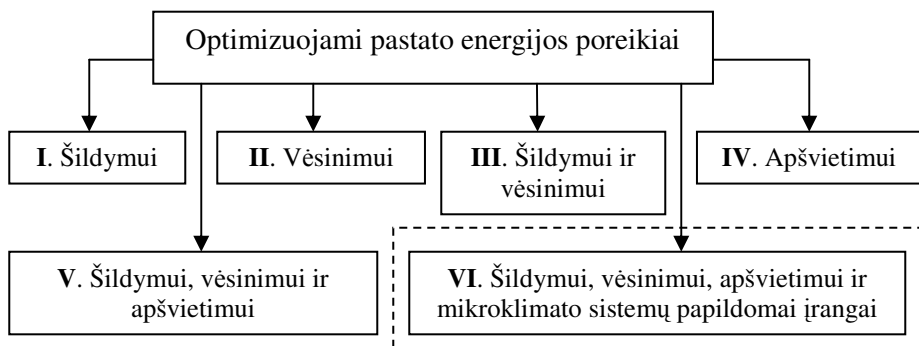 Optimizuojami pastato energijos poreikiai
I. Šildymui
II. Vėsinimui
III. Šildymui ir
vėsinimui
IV. Apšvietimui
V. Šildymui, vėsinimui ir
apšvietimui
VI. Šildymui, vėsinimui, apšvietimui ir
mikroklimato sistemų papildomai įrangai